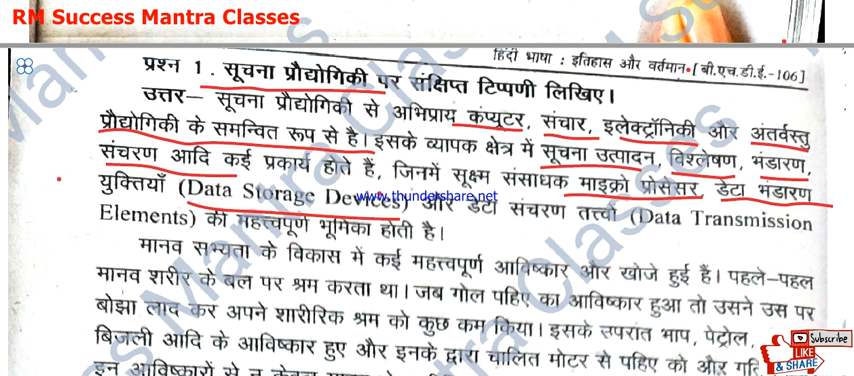 RM Success Mantra Classes
हिंदी भाषा : इतिहास और वर्तमान • [ बी.एच.डी.ई.-106]
प्रश्न 1. सूचना प्रौद्योगिकी पर संक्षिप्त टिप्पणी लिखिए।
उत्तर– सूचना प्रौद्योगिकी से अभिप्राय कंप्यूटर, संचार, इलेक्ट्रॉनिकी और अंतर्वस्तु
प्रौद्योगिकी के समन्वित रूप से है। इसके व्यापक क्षेत्र में सूचना उत्पादन, विश्लेषण, भंडारण,
संचरण आदि कई प्रकार्य होते हैं, जिनमें सूक्ष्म संसाधक माइक्रो प्रोसेसर, डेटा भंडारण
युक्तियाँ (Data Storage Devices) और डेटा संचरण तत्त्वों (Data Transmission
www.thundershare.net
Elements) की महत्त्वपूर्ण भूमिका होती है।
मानव सभ्यता के विकास में कई महत्त्वपूर्ण आविष्कार और खोजे हुई है। पहले-पहल
मानव शरीर के बल पर श्रम करता था। जब गोल पहिए का आविष्कार हुआ तो उसने उस पर
बोझा लाद कर अपने शारीरिक श्रम को कुछ कम किया। इसके उपरांत भाप, पेट्रोल,
बिजली आदि के आविष्कार हुए और इनके द्वारा चालित मोटर से पहिए को और
इन आविष्कारों से न केवल
Subscribe
LIKE
& SHARE